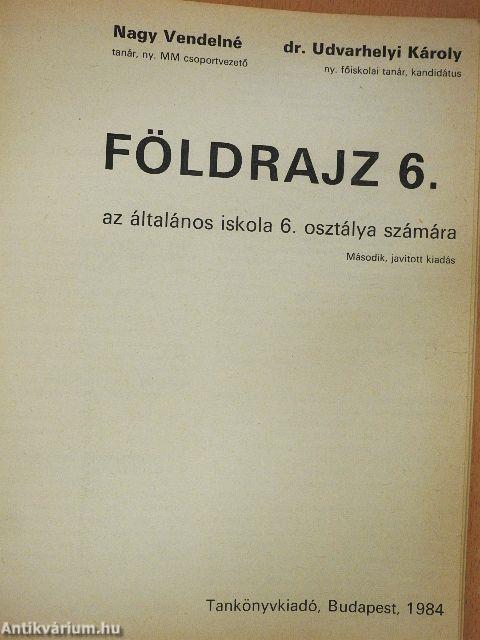 Nagy Vendelné
tanár, ny. MM csoportvezető
dr. Udvarhelyi Károly
ny. főiskolai tanár, kandidátus
FÖLDRAJZ 6.
az általános iskola 6. osztálya számára
Második, javított kiadás
Tankönyvkiadó, Budapest, 1984
Antikvárium.hu